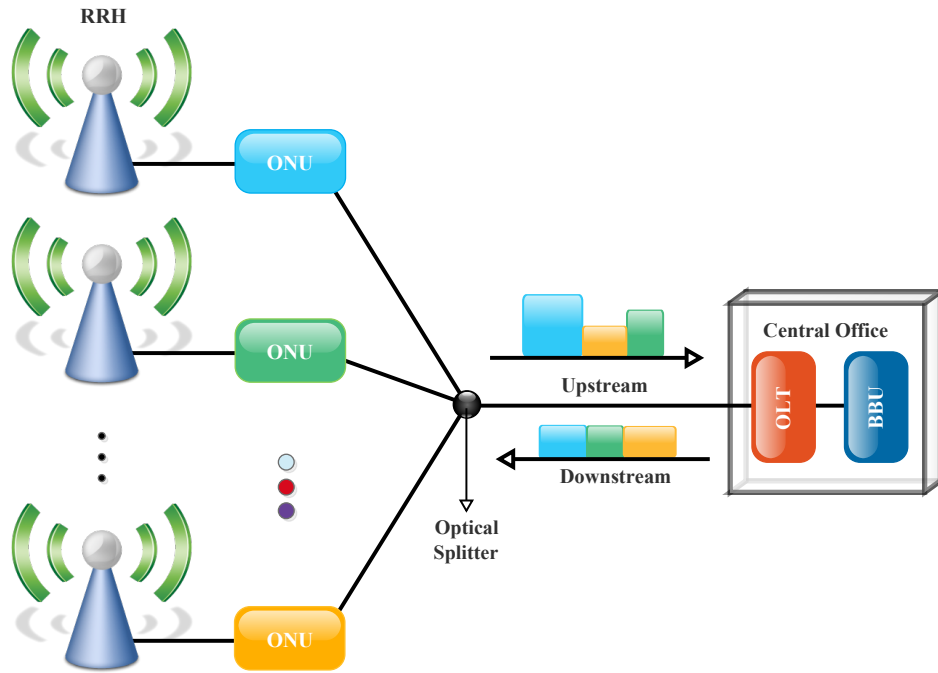 RRH
ONU
ONU
Upstream
Central Office
OLT
BBU
Downstream
Optical
Splitter
ONU